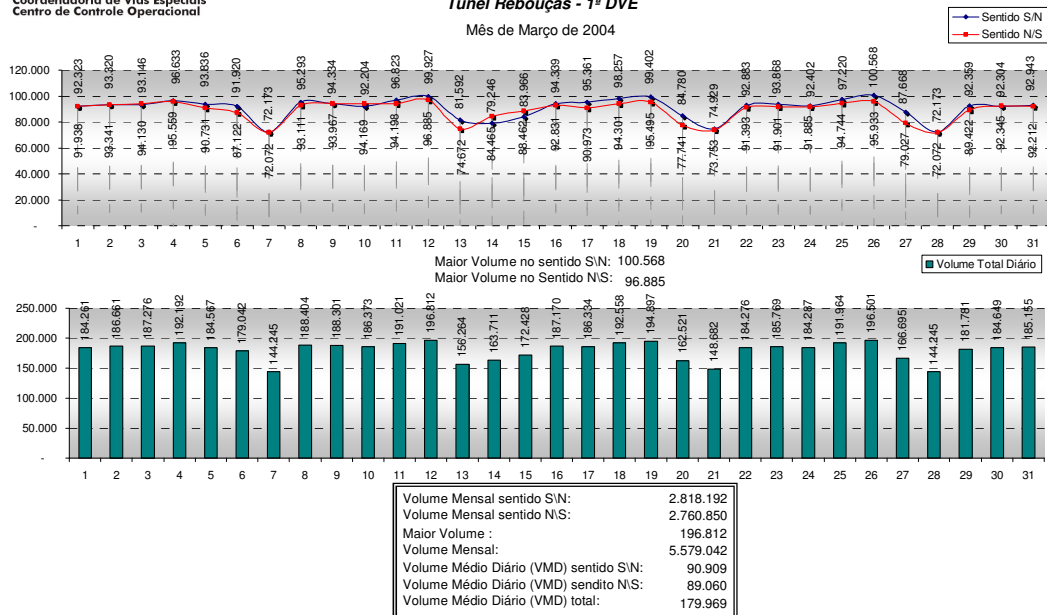 Coordenadoria de Vias Especiais
Centro de Controle Operacional
Túnel Rebouças - 1ª DVE
Mês de Março de 2004
Sentido S/N
Sentido N/S
120.000
100.000
80.000
60.000
40.000
20.000
-
92.323 93.320 93.146 96.633 93.836 91.920 72.173 95.293 94.334 92.204 96.823 99.927 81.592 79.246 83.966 94.339 95.361 98.257 99.402 84.780 74.929 92.883 93.868 92.402 97.220 100.568 87.668 72.173 92.359 92.304 92.943
91.938 93.341 94.130 95.559 90.731 87.122 72.072 93.111 93.967 94.169 94.198 96.885 74.672 84.465 88.462 92.831 90.973 94.301 95.495 77.741 73.753 91.393 91.901 91.885 94.744 95.933 79.027 72.072 89.422 92.345 92.212
1 2 3 4 5 6 7 8 9 10 11 12 13 14 15 16 17 18 19 20 21 22 23 24 25 26 27 28 29 30 31
Maior Volume no sentido S\N: 100.568
Maior Volume no Sentido N\S: 96.885
Volume Total Diário
250.000
200.000
150.000
100.000
50.000
-
184.261 186.661 187.276 192.192 184.567 179.042 144.245 188.404 188.301 186.373 191.021 196.812 156.264 163.711 172.428 187.170 186.334 192.558 194.897 162.521 148.682 184.276 185.769 184.287 191.964 196.501 166.695 144.245 181.781 184.649 185.155
1 2 3 4 5 6 7 8 9 10 11 12 13 14 15 16 17 18 19 20 21 22 23 24 25 26 27 28 29 30 31
Volume Mensal sentido S\N: 2.818.192
Volume Mensal sentido N\S: 2.760.850
Maior Volume : 196.812
Volume Mensal: 5.579.042
Volume Médio Diário (VMD) sentido S\N: 90.909
Volume Médio Diário (VMD) sendito N\S: 89.060
Volume Médio Diário (VMD) total: 179.969